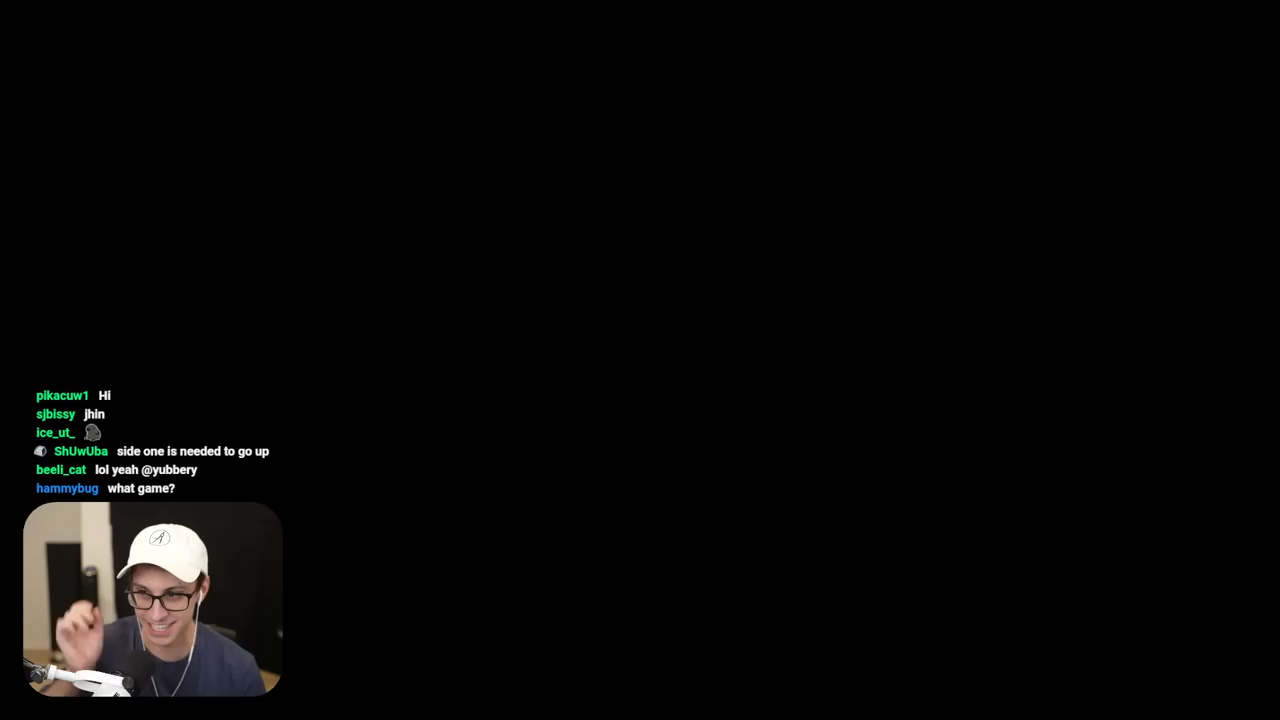 pikacuw1 Hi
sjbissy jhin
ice_ut_
ShUwUba side one is needed to go up
beeli_cat lol yeah @yubbery
hammybug what game?